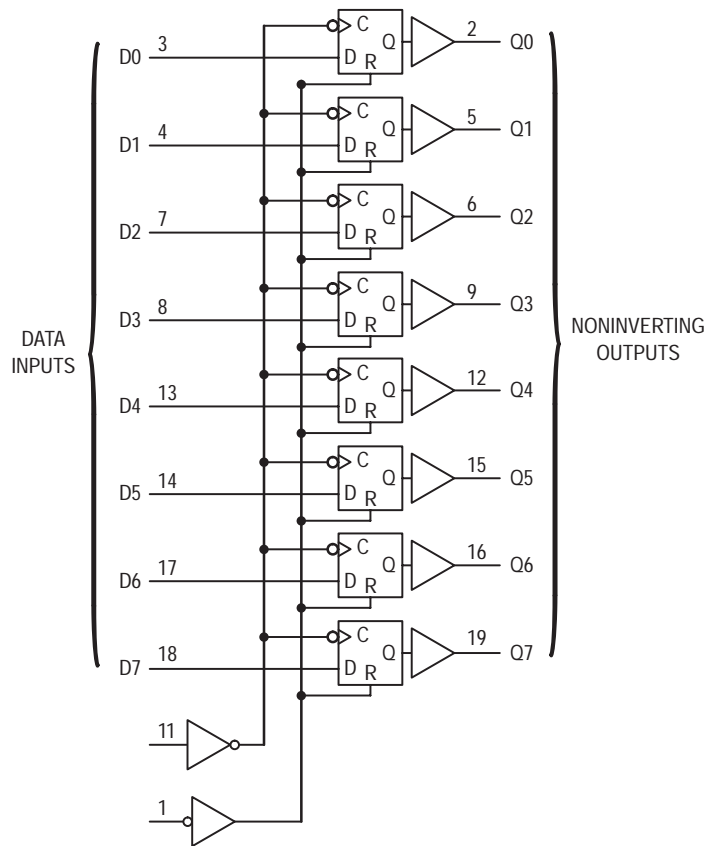 C
Q
2
Q0
D0
3
D
R
C
Q
5
Q1
D1
4
D
R
C
Q
6
Q2
D2
7
D
R
C
Q
9
Q3
D3
8
D
R
DATA
INPUTS
NONINVERTING
OUTPUTS
C
Q
12
Q4
D4
13
D
R
C
Q
15
Q5
D5
14
D
R
C
Q
16
Q6
D6
17
D
R
C
Q
19
Q7
D7
18
D
R
11
1